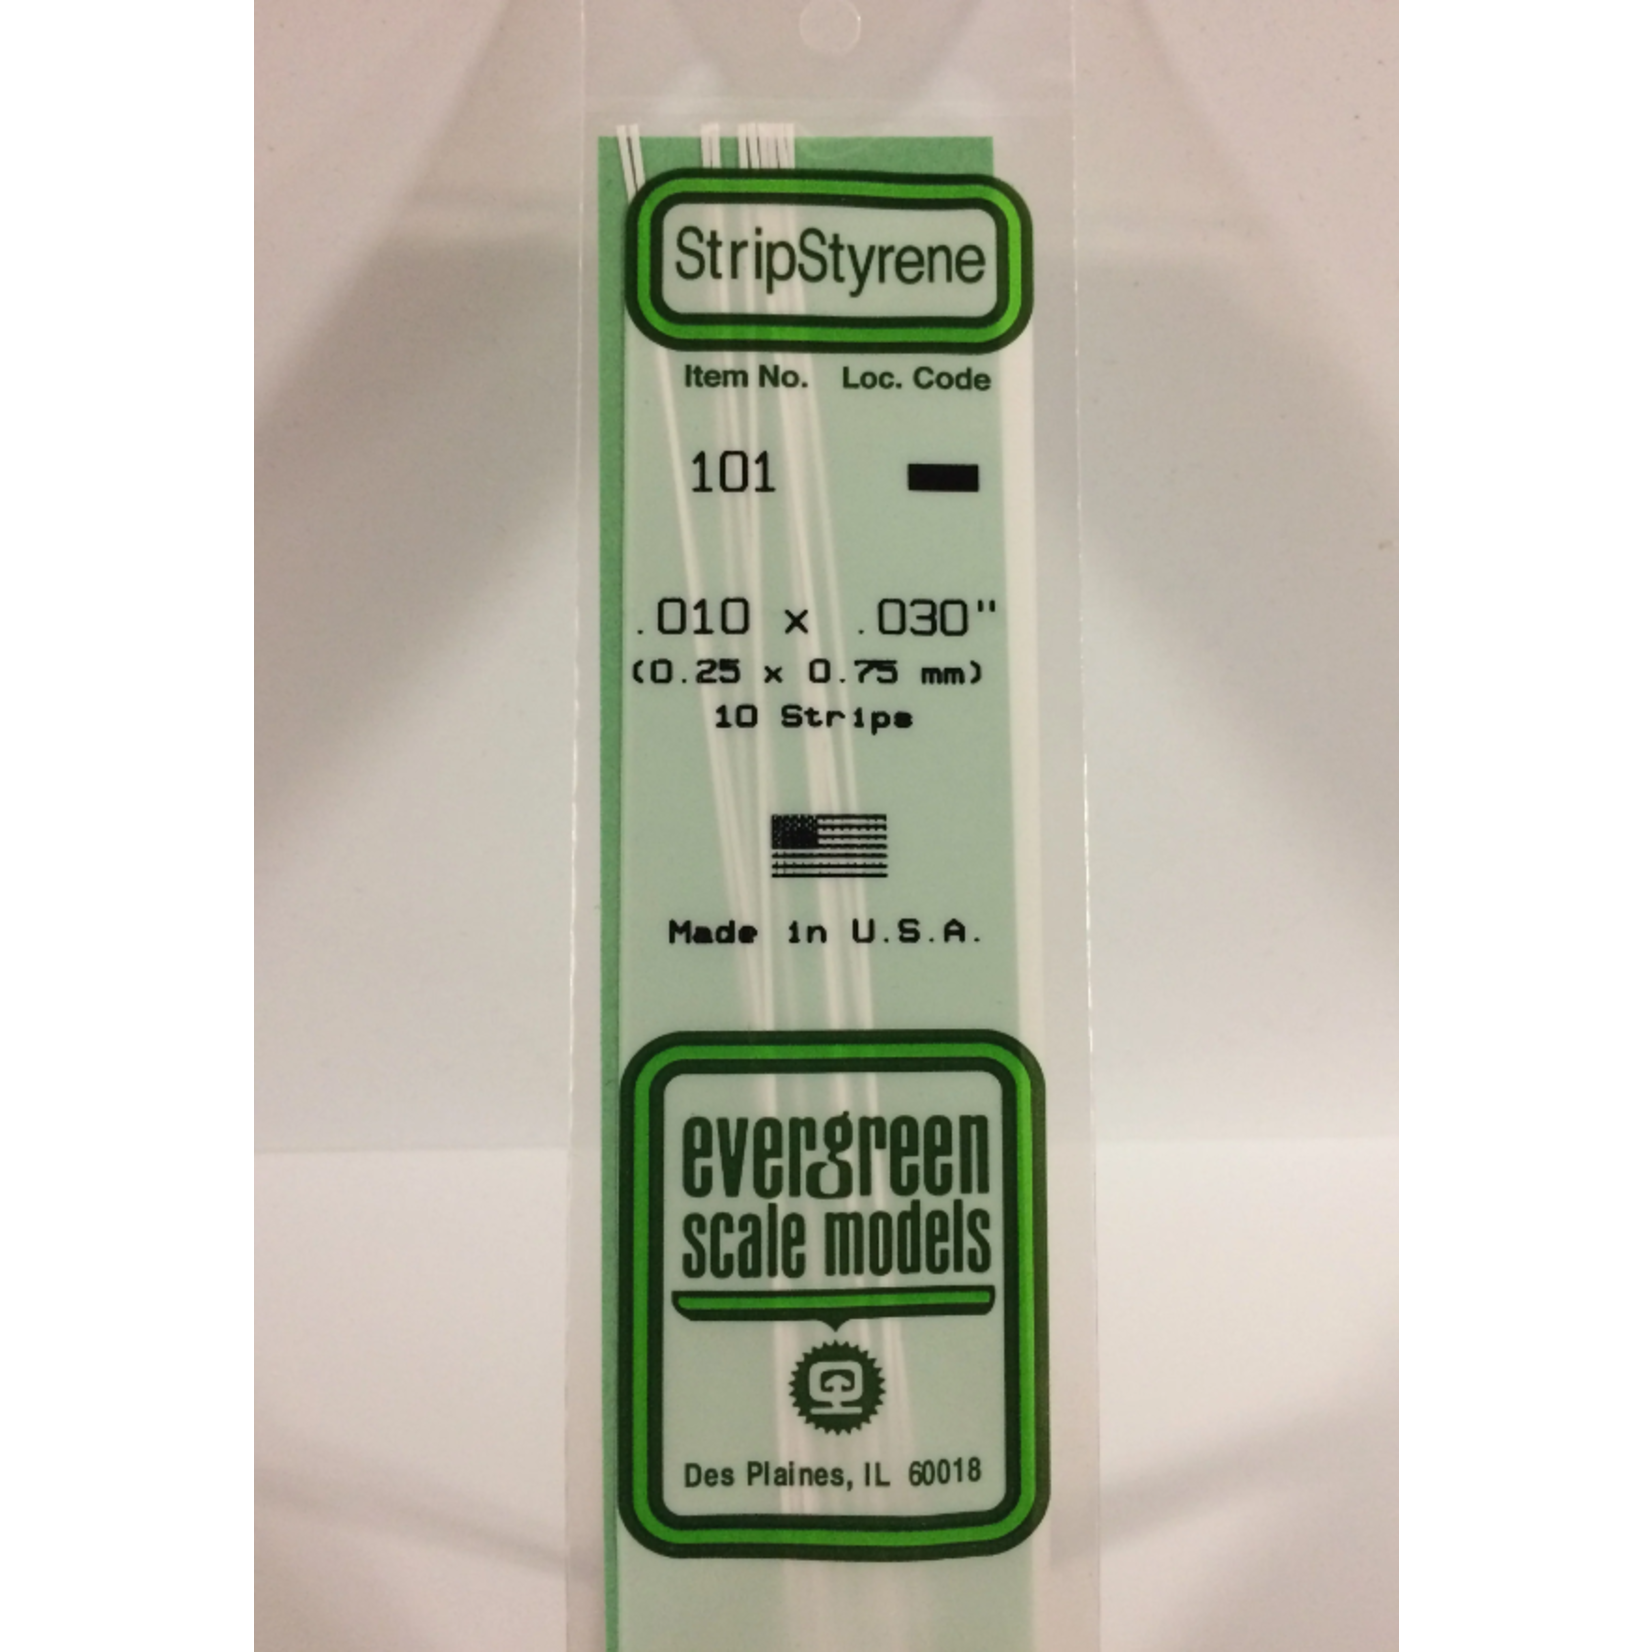 StripStyrene
Item No. Loc. Code
101
.010 x .030"
(0.25 x 0.75 mm)
10 Strips
Made in U.S.A.
evergreen
scale models
Des Plaines, IL 60018